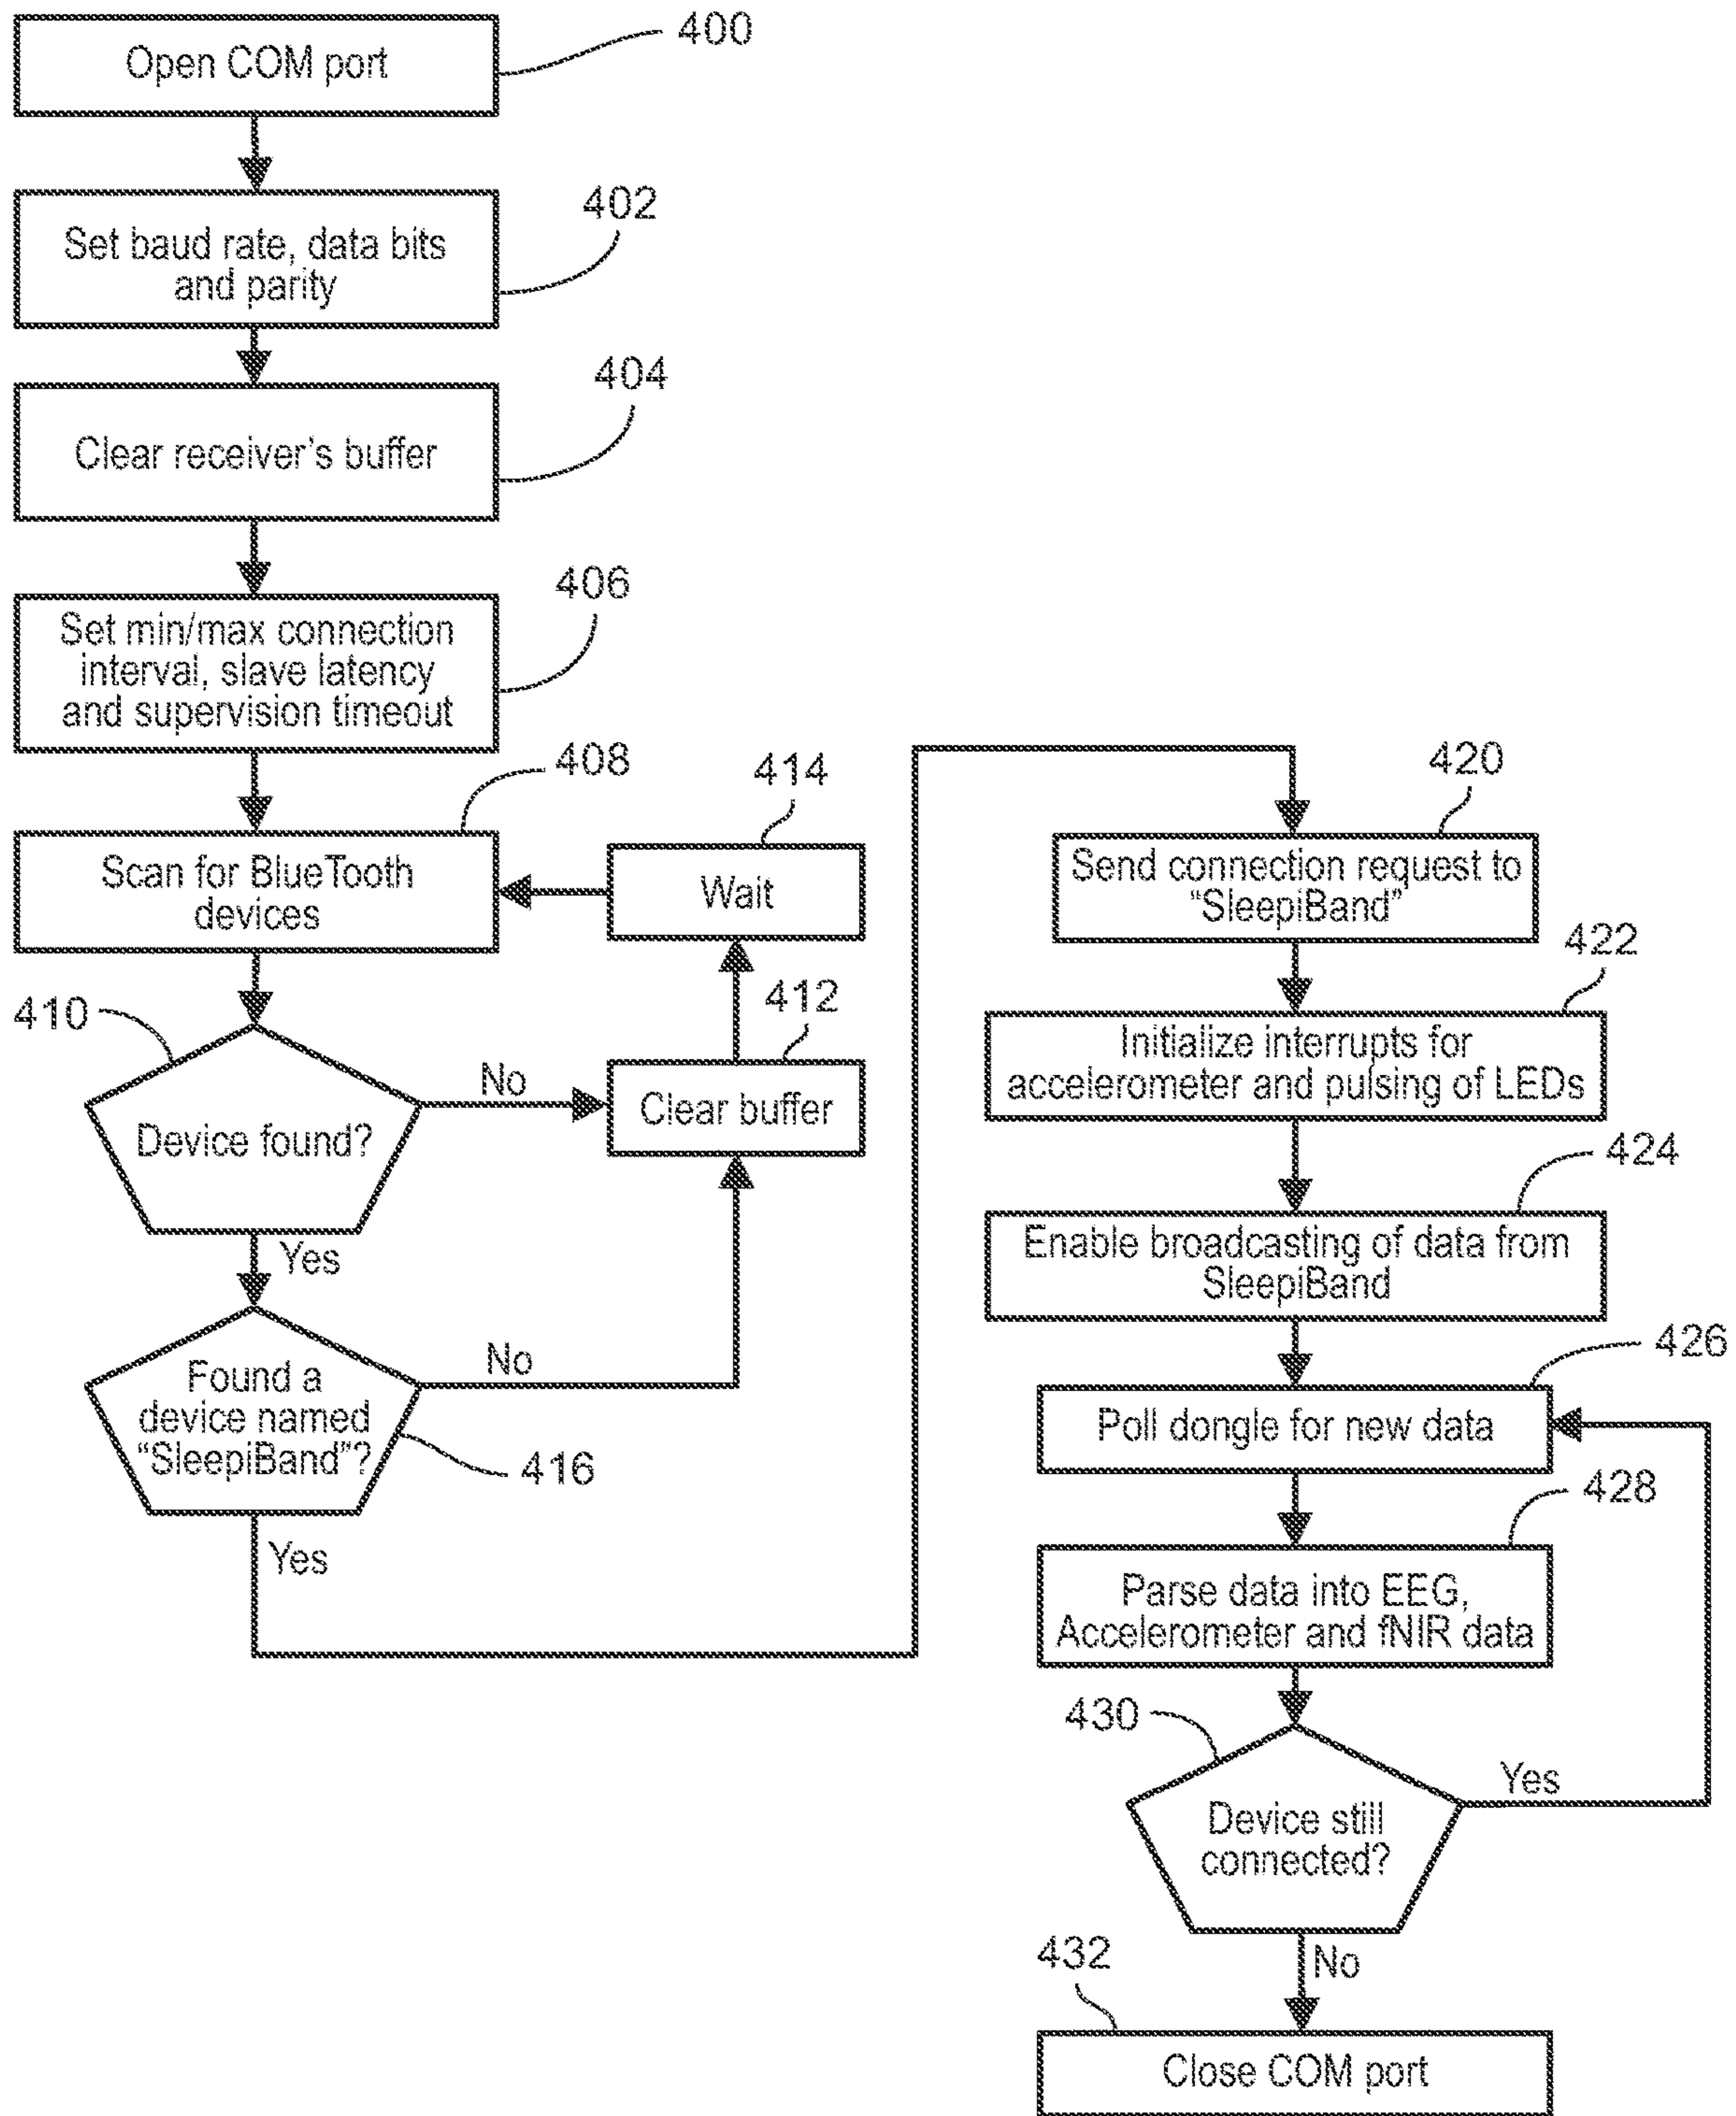 Open COM port
400
Set baud rate, data bits
and parity
402
Clear receiver's buffer
404
Set min/max connection
interval, slave latency
and supervision timeout
406
Scan for BlueTooth
devices
408
Wait
414
Clear buffer
412
410
Device found?
No
Yes
Found a
device named
“SleepiBand”?
416
No
Yes
420
Send connection request to
“SleepiBand”
422
Initialize interrupts for
accelerometer and pulsing of LEDs
424
Enable broadcasting of data from
SleepiBand
426
Poll dongle for new data
428
Parse data into EEG,
Accelerometer and fNIR data
430
Device still
connected?
Yes
No
432
Close COM port